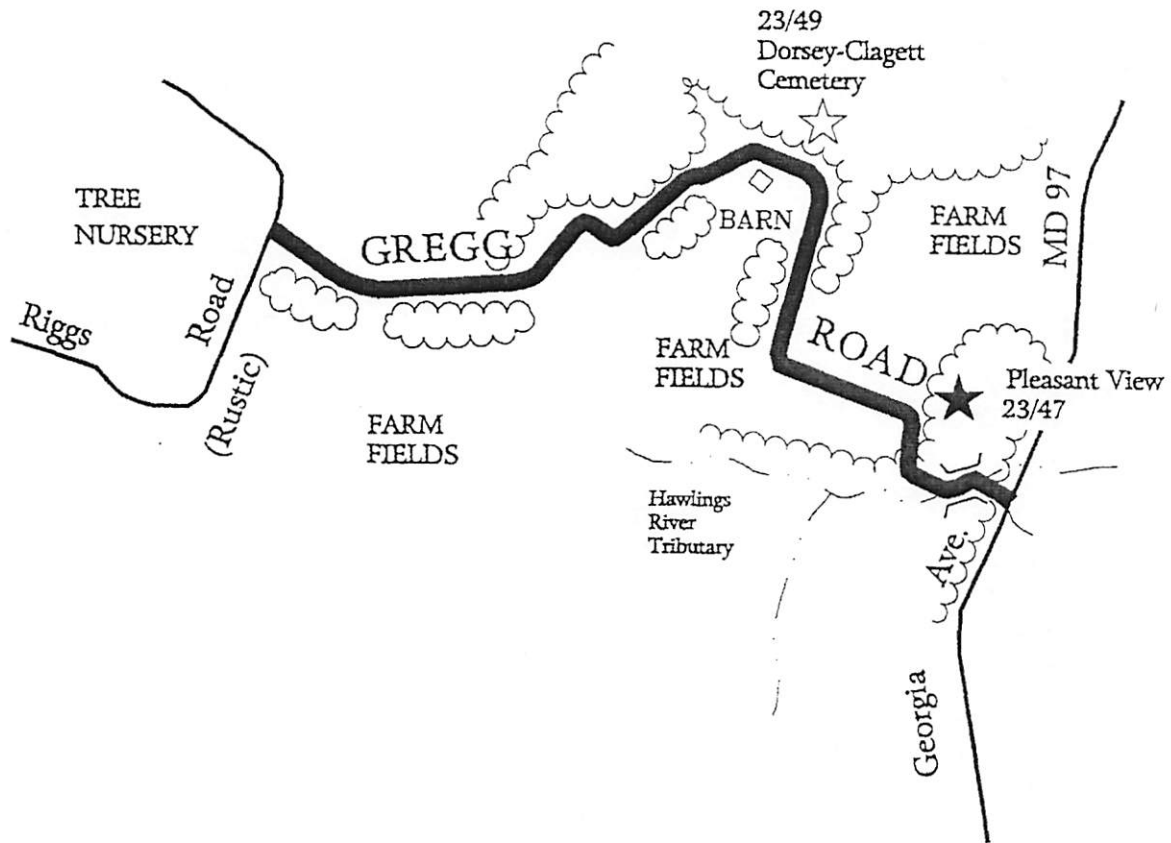 23/49
Dorsey-Clagett
Cemetery
TREE
NURSERY
GREGG
BARN
FARM
FIELDS
MD 97
Riggs
Road
(Rustic)
ROAD
FARM
FIELDS
Pleasant View
23/47
FARM
FIELDS
Hawlings
River
Tributary
Ave.
Georgia